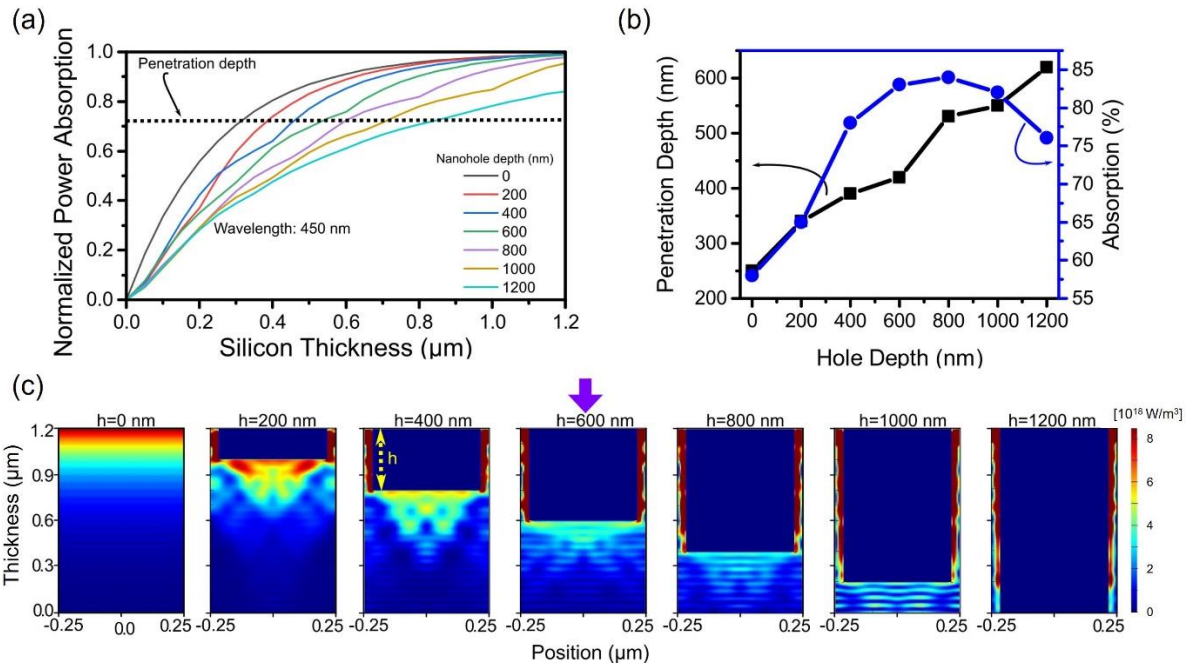 (a)
Normalized Power Absorption
1.0
0.8
0.6
0.4
0.2
0.0
Penetration depth
Wavelength: 450 nm
Nanohole depth (nm)
0
200
400
600
800
1000
1200
0.0 0.2 0.4 0.6 0.8 1.0 1.2
Silicon Thickness (µm)
(b)
Penetration Depth (nm)
600
500
400
300
200
85
80
75
70
65
60
55
Absorption (%)
0 200 400 600 800 1000 1200
Hole Depth (nm)
(c)
h=0 nm h=200 nm h=400 nm h=600 nm h=800 nm h=1000 nm h=1200 nm
[10¹⁸ W/m³]
Thickness (µm)
1.2
0.9
0.6
0.3
0.0
h
8
6
4
2
0
-0.25 0.0 0.25 -0.25 0.25 -0.25 0.25 -0.25 0.25 -0.25 0.25 -0.25 0.25 -0.25 0.25
Position (µm)